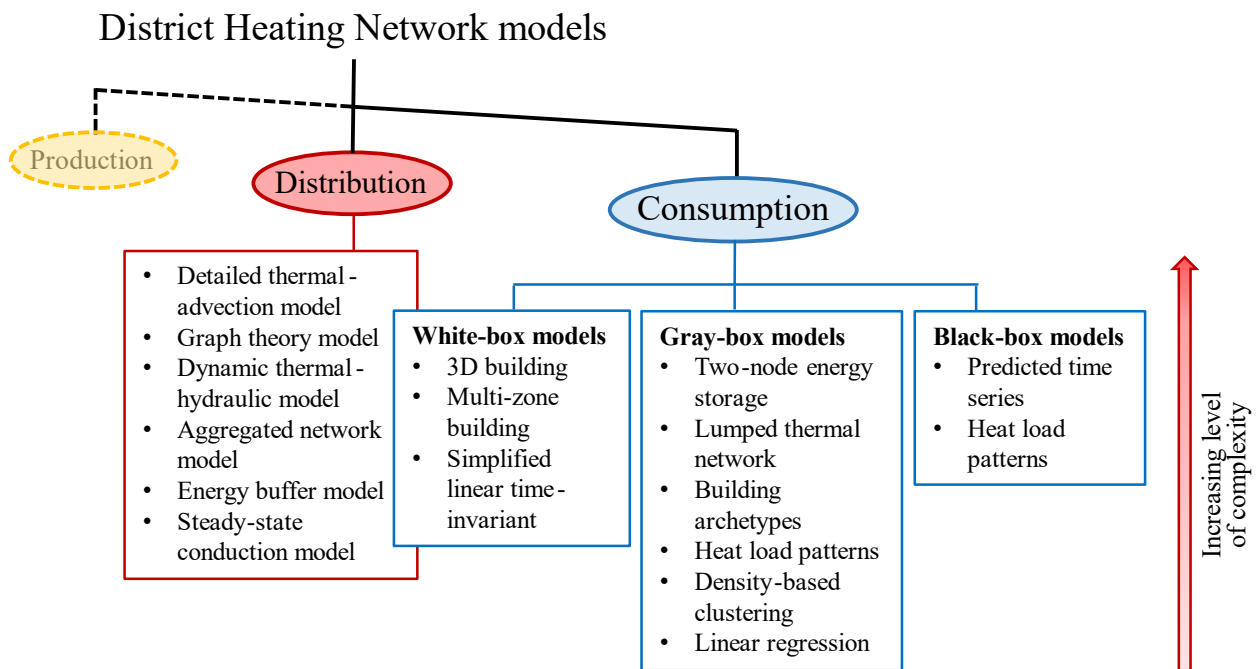 District Heating Network models
Production
Distribution
Consumption
• Detailed thermal-
advection model
• Graph theory model
• Dynamic thermal-
hydraulic model
• Aggregated network
model
• Energy buffer model
• Steady-state
conduction model
White-box models
• 3D building
• Multi-zone
building
• Simplified
linear time-
invariant
Gray-box models
• Two-node energy
storage
• Lumped thermal
network
• Building
archetypes
• Heat load patterns
• Density-based
clustering
• Linear regression
Black-box models
• Predicted time
series
• Heat load
patterns
Increasing level
of complexity